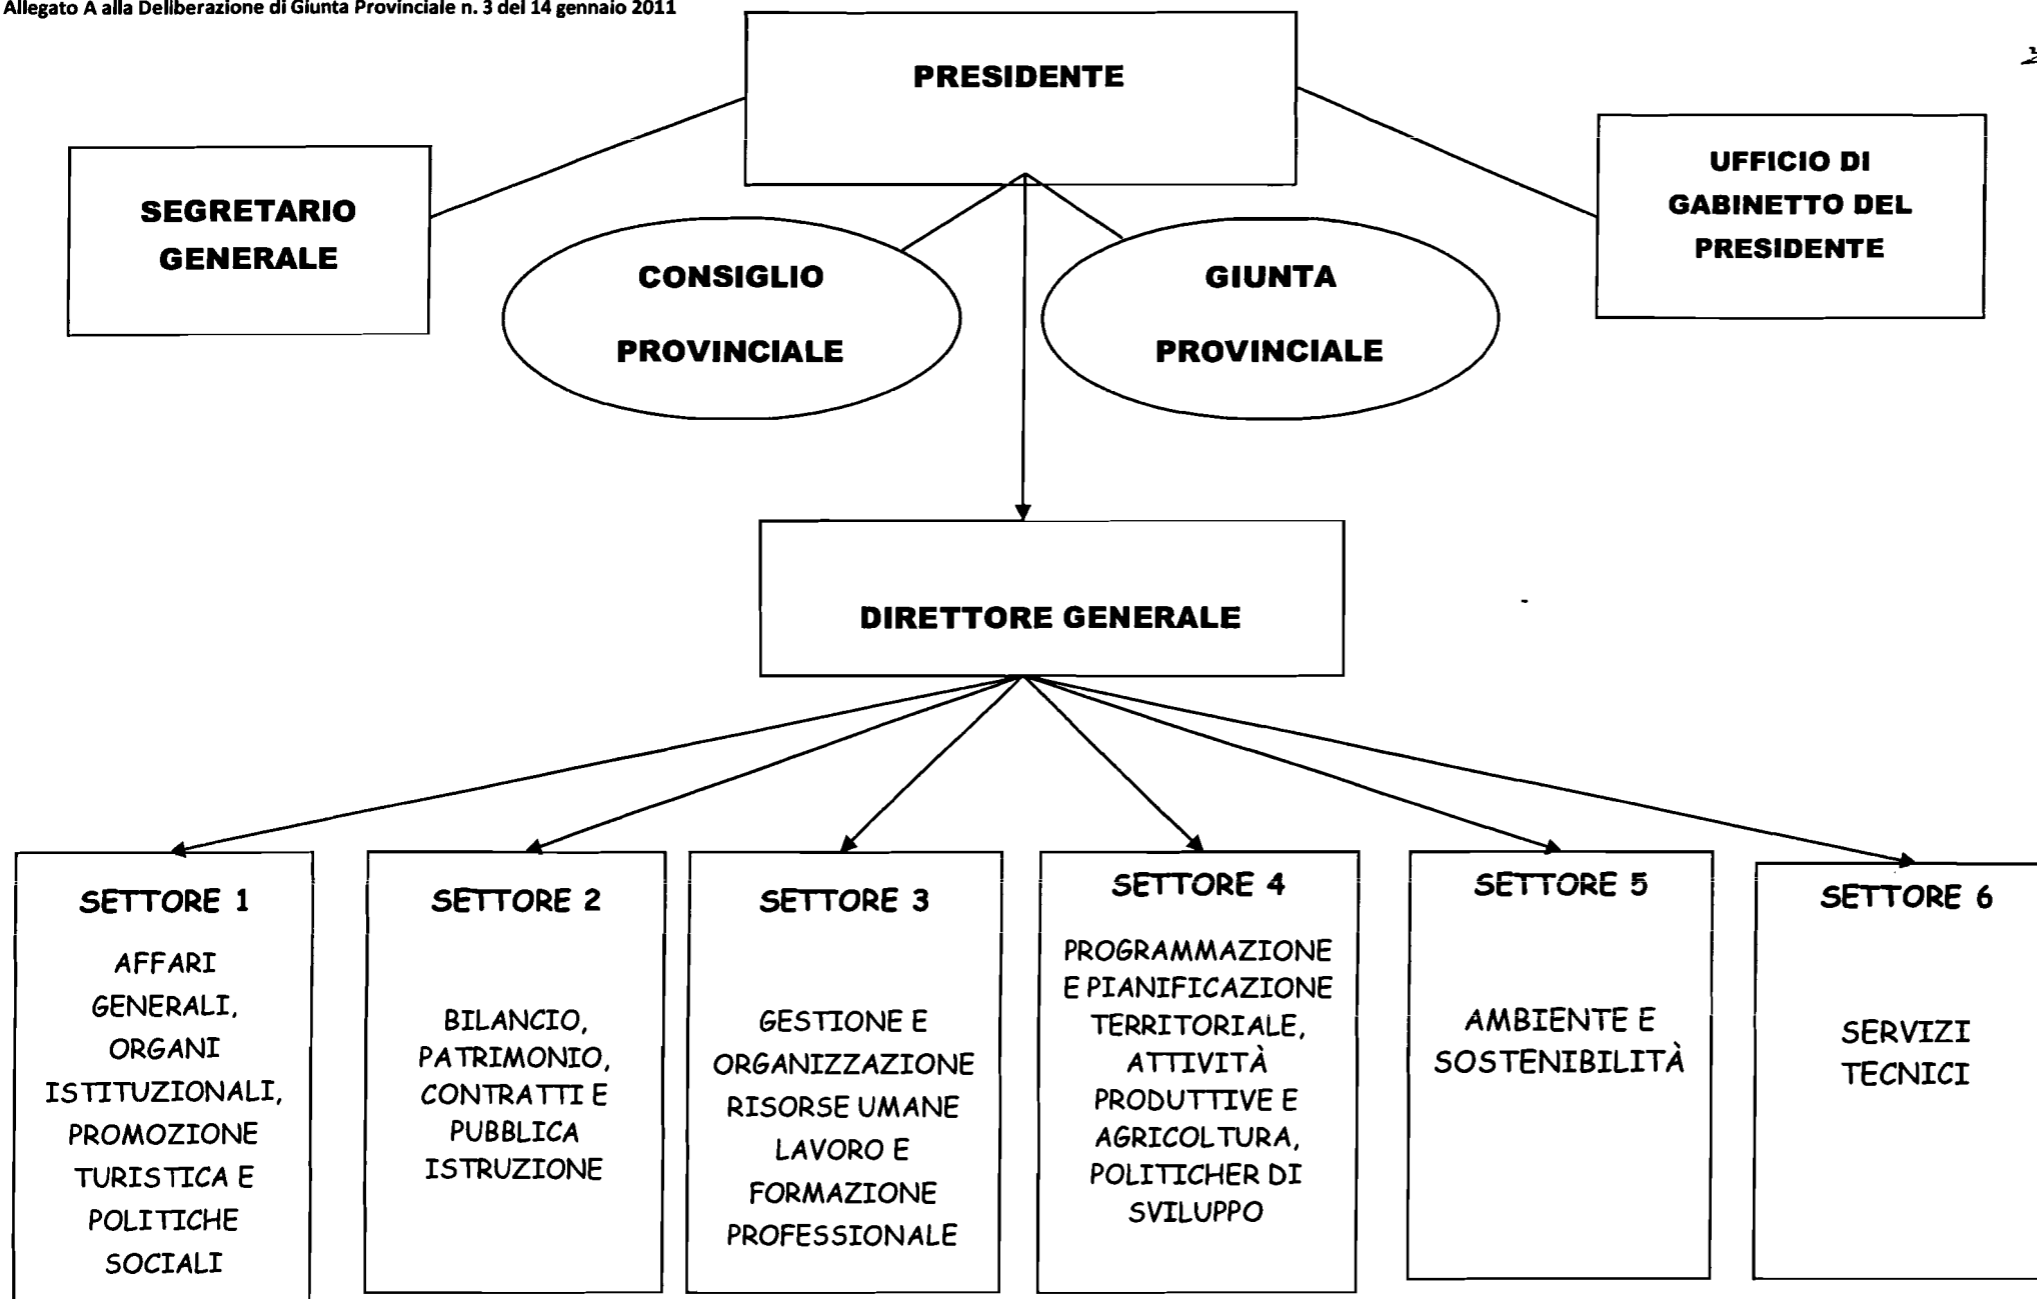 Allegato A alla Deliberazione di Giunta Provinciale n. 3 del 14 gennaio 2011
PRESIDENTE
SEGRETARIO
GENERALE
UFFICIO DI
GABINETTO DEL
PRESIDENTE
CONSIGLIO
PROVINCIALE
GIUNTA
PROVINCIALE
DIRETTORE GENERALE
SETTORE 1
AFFARI
GENERALI,
ORGANI
ISTITUZIONALI,
PROMOZIONE
TURISTICA E
POLITICHE
SOCIALI
SETTORE 2
BILANCIO,
PATRIMONIO,
CONTRATTI E
PUBBLICA
ISTRUZIONE
SETTORE 3
GESTIONE E
ORGANIZZAZIONE
RISORSE UMANE
LAVORO E
FORMAZIONE
PROFESSIONALE
SETTORE 4
PROGRAMMAZIONE
E PIANIFICAZIONE
TERRITORIALE,
ATTIVITÀ
PRODUTTIVE E
AGRICOLTURA,
POLITICHER DI
SVILUPPO
SETTORE 5
AMBIENTE E
SOSTENIBILITÀ
SETTORE 6
SERVIZI
TECNICI